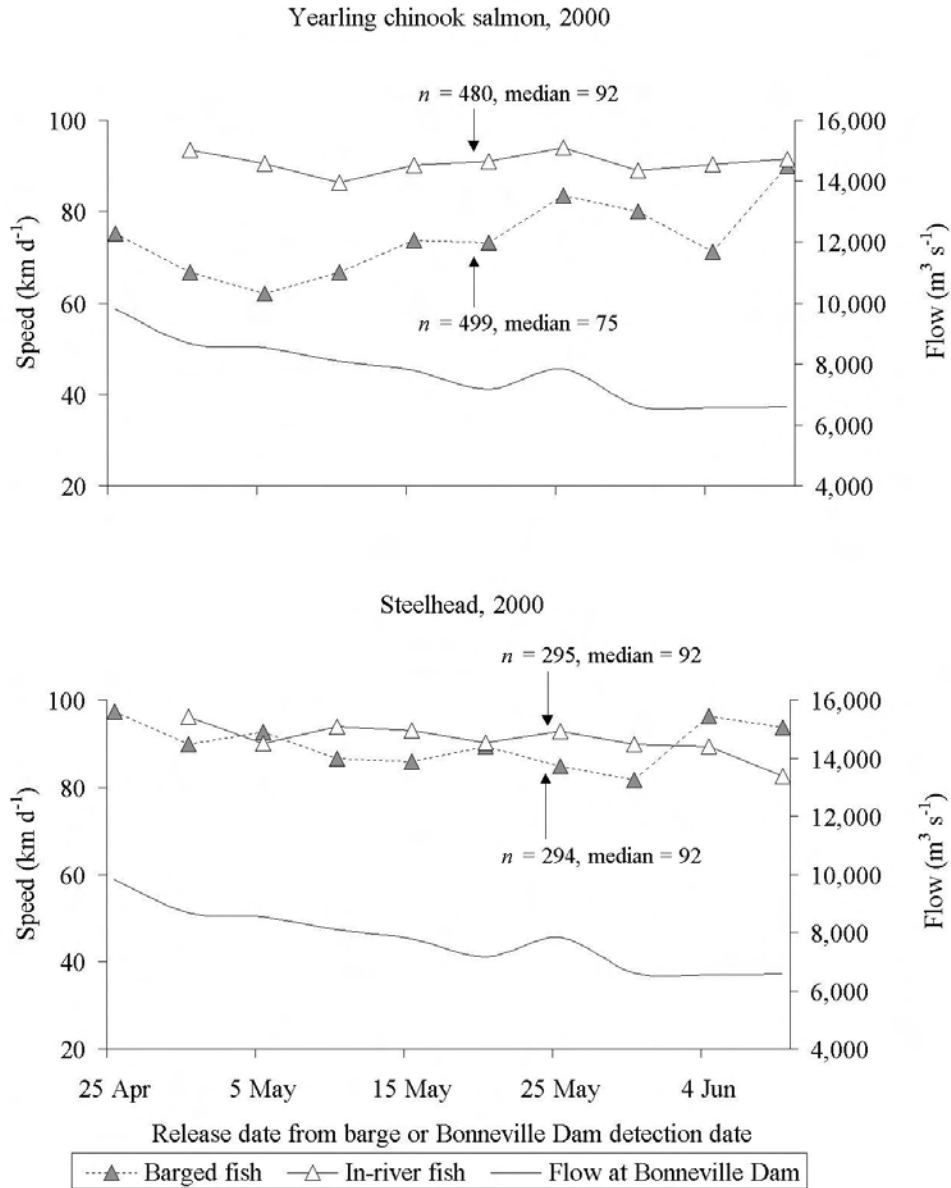 Yearling chinook salmon, 2000
n = 480, median = 92
100
80
60
40
20
Speed (km d-1)
16,000
14,000
12,000
10,000
8,000
6,000
4,000
Flow (m3 s-1)
n = 499, median = 75
Steelhead, 2000
n = 295, median = 92
100
80
60
40
20
Speed (km d-1)
16,000
14,000
12,000
10,000
8,000
6,000
4,000
Flow (m3 s-1)
n = 294, median = 92
25 Apr 5 May 15 May 25 May 4 Jun
Release date from barge or Bonneville Dam detection date
Barged fish In-river fish Flow at Bonneville Dam